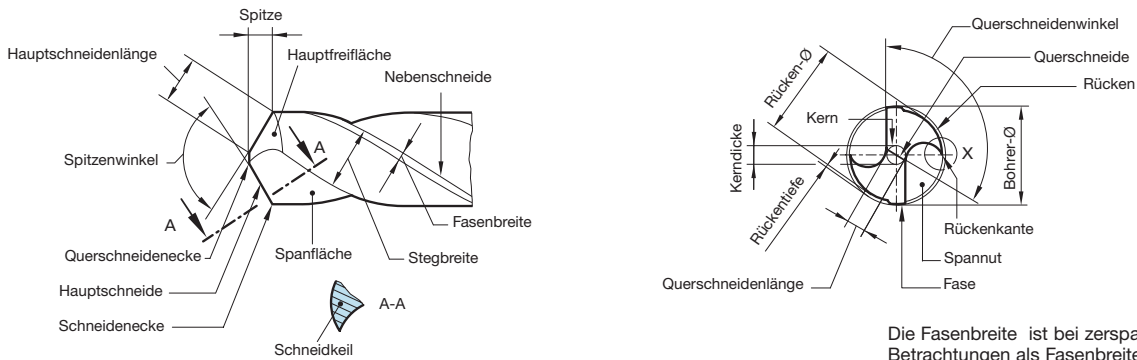 Spitze
Hauptschneidenlänge
Hauptfreifläche
Nebenschneide
Spitzenwinkel
A
A
Fasenbreite
Querschneidenecke
Spanfläche
Stegbreite
Hauptschneide
A-A
Schneidenecke
Schneidkeil
Querschneidenwinkel
Querschneide
Rücken
Rücken-Ø
Kern
Kerndicke
X
Bohrer-Ø
Rückentiefe
Rückenkante
Spannut
Querschneidenlänge
Fase
Die Fasenbreite ist bei zerspa
Betrachtungen als Fasenbreite